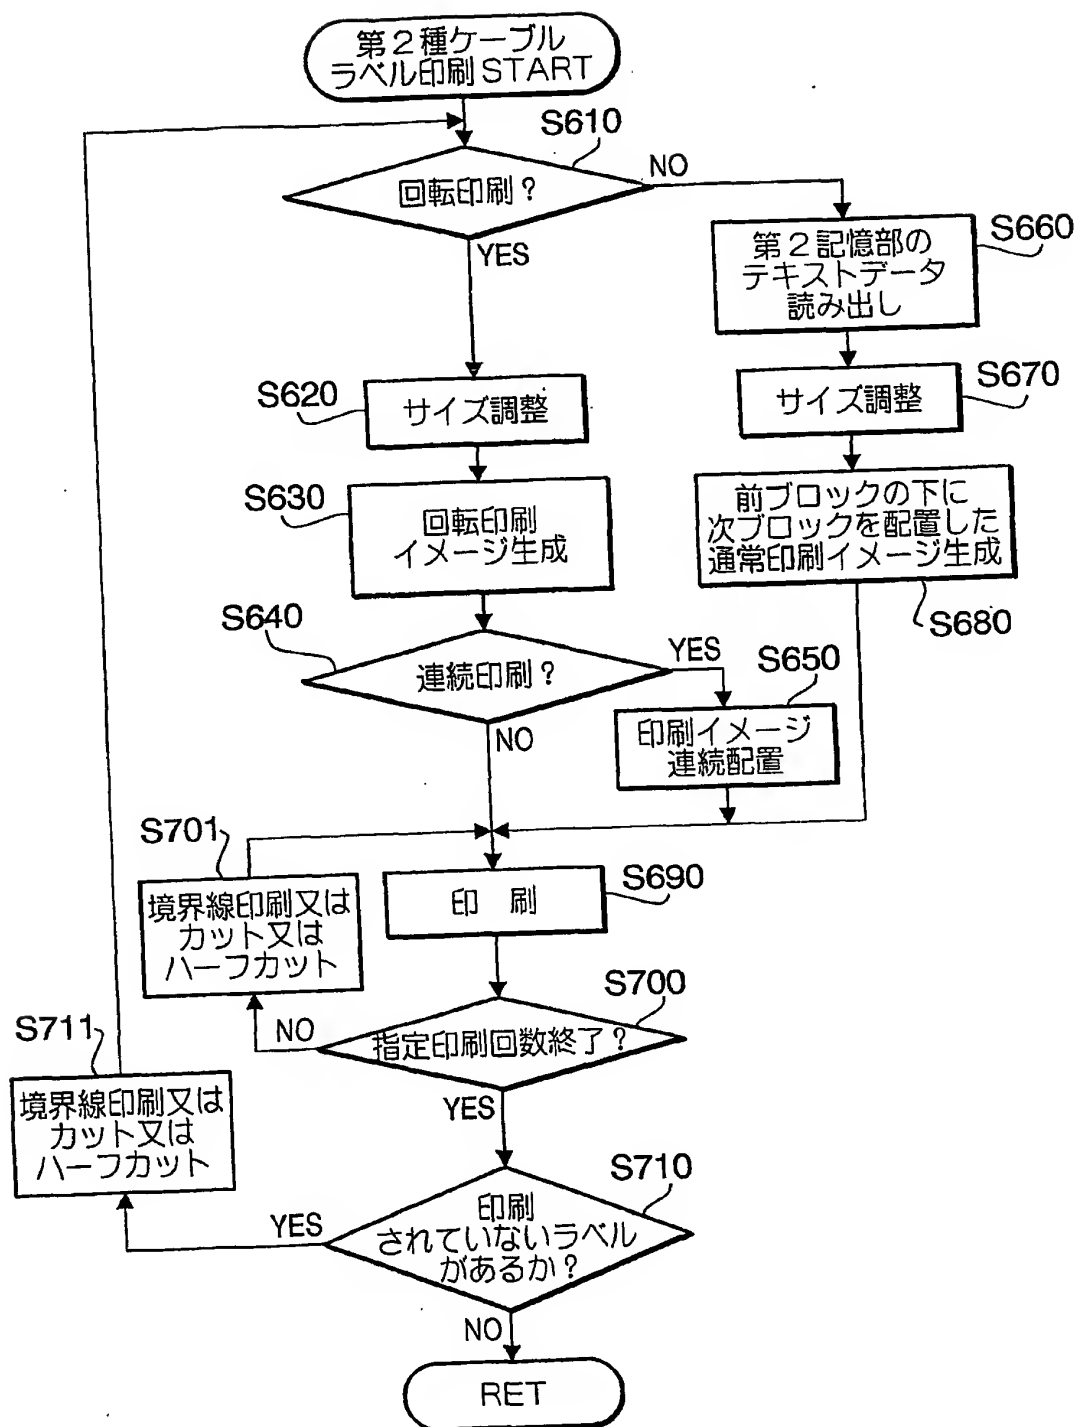 第2種ケーブル
ラベル印刷START
S610
回転印刷?
NO
YES
S660
第2記憶部の
テキストデータ
読み出し
S620
サイズ調整
S670
サイズ調整
S630
回転印刷
イメージ生成
前ブロックの下に
次ブロックを配置した
通常印刷イメージ生成
S680
S640
連続印刷?
YES
NO
S650
印刷イメージ
連続配置
S701
境界線印刷又は
カット又は
ハーフカット
S690
印 刷
S700
指定印刷回数終了?
NO
YES
S711
境界線印刷又は
カット又は
ハーフカット
S710
印刷
されていないラベル
があるか?
YES
NO
RET